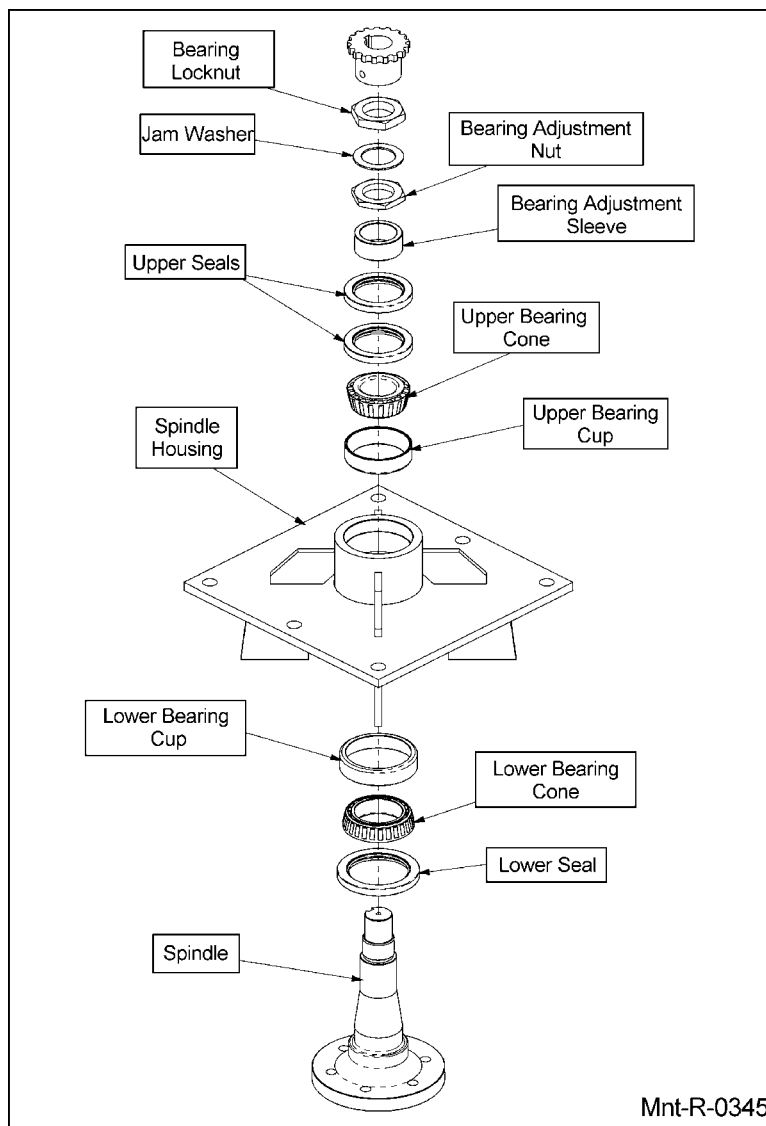 Bearing
Locknut
Jam Washer
Bearing Adjustment
Nut
Bearing Adjustment
Sleeve
Upper Seals
Upper Bearing
Cone
Upper Bearing
Cup
Spindle
Housing
Lower Bearing
Cup
Lower Bearing
Cone
Lower Seal
Spindle
Mnt-R-0345